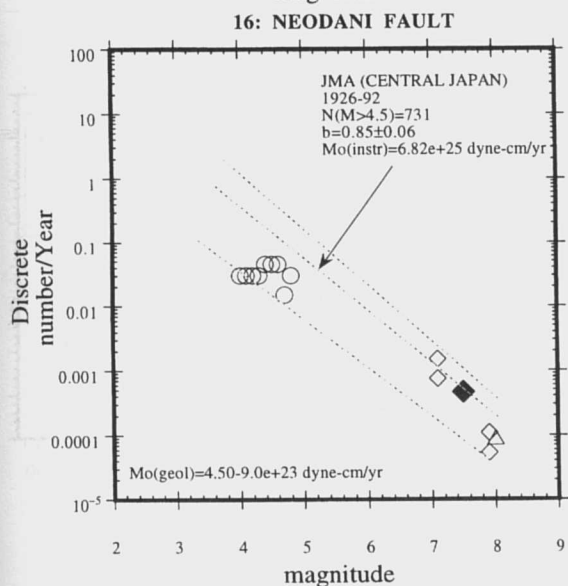 16: NEODANI FAULT
100
10
1
0.1
0.01
0.001
0.0001
10⁻⁵
Discrete
number/Year
JMA (CENTRAL JAPAN)
1926-92
N(M>4.5)=731
b=0.85±0.06
Mo(instr)=6.82e+25 dyne-cm/yr
Mo(geol)=4.50-9.0e+23 dyne-cm/yr
2 3 4 5 6 7 8 9
magnitude